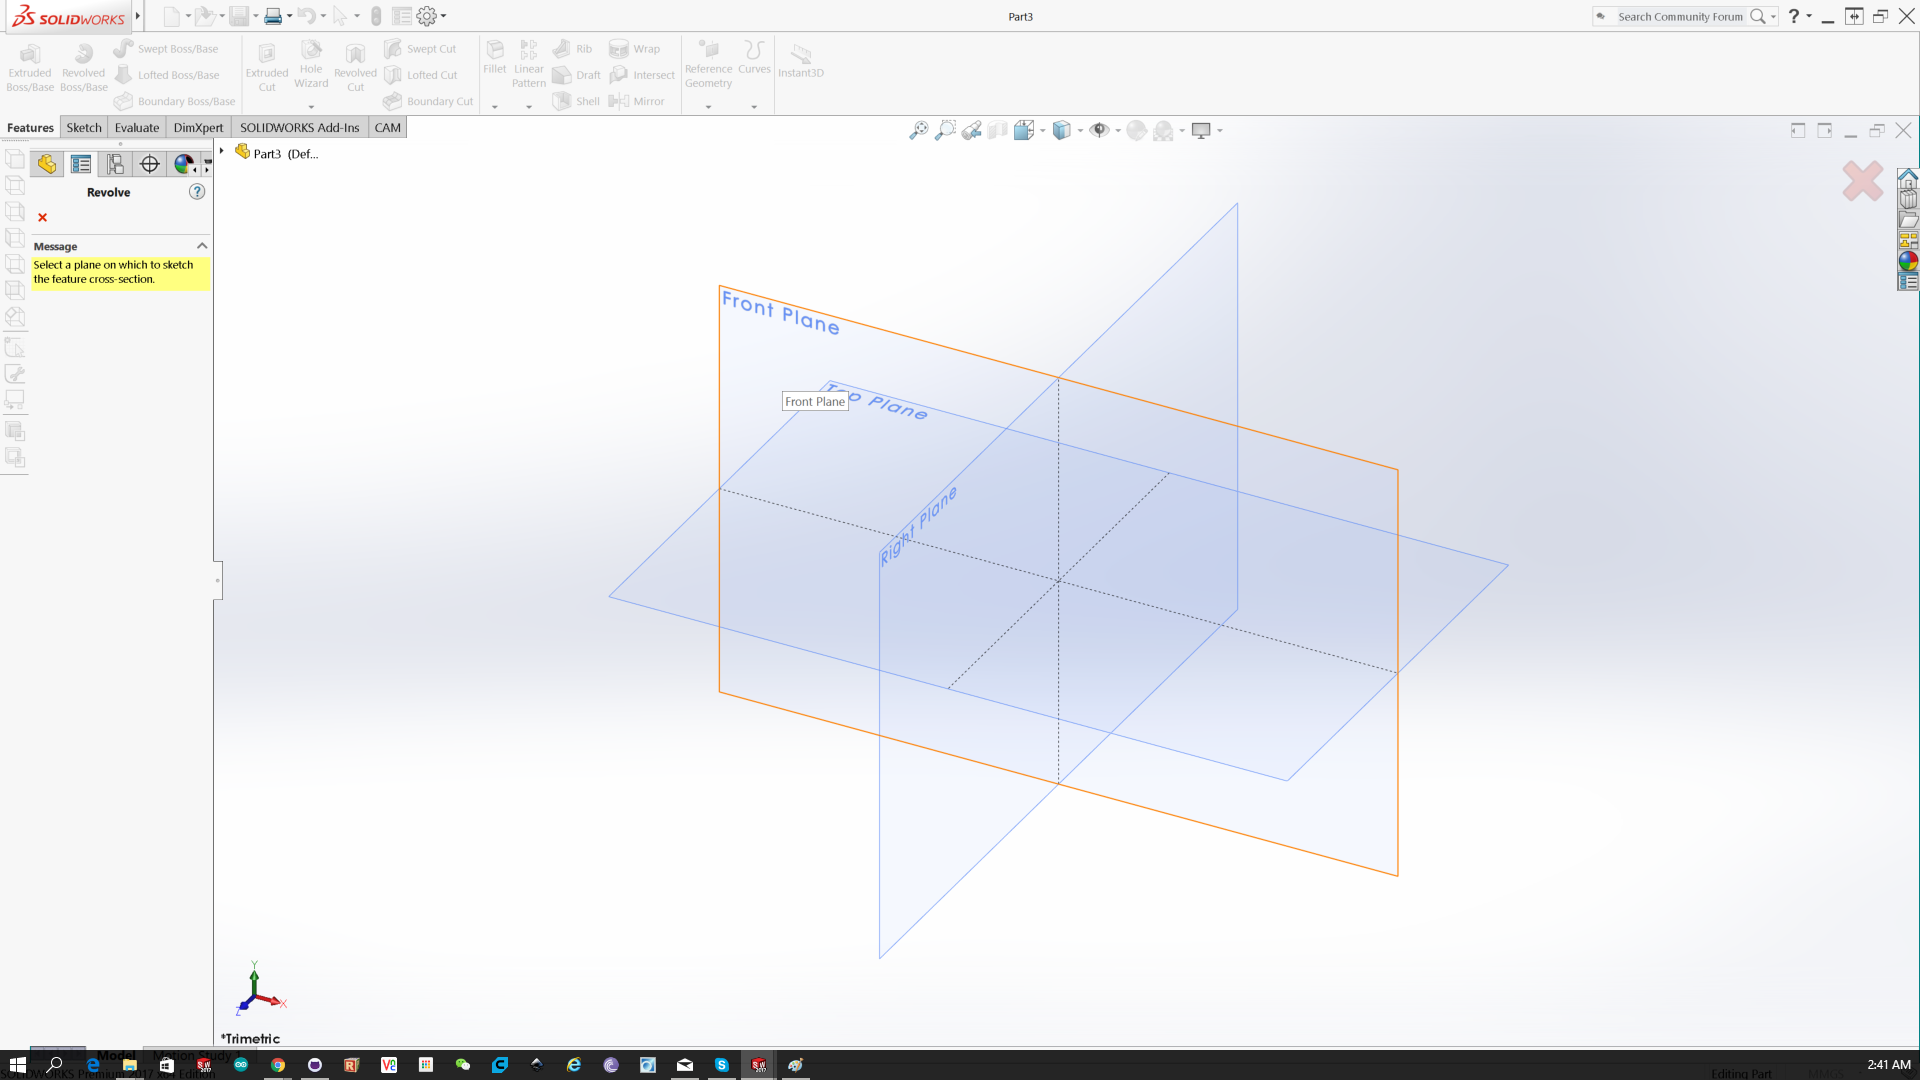 SOLIDWORKS
Part3
Search Community Forum
?
Extruded Boss/Base
Revolved Boss/Base
Swept Boss/Base
Lofted Boss/Base
Boundary Boss/Base
Extruded Cut
Hole Wizard
Revolved Cut
Swept Cut
Lofted Cut
Boundary Cut
Fillet
Linear Pattern
Rib
Draft
Shell
Wrap
Intersect
Mirror
Reference Geometry
Curves
Instant3D
Features
Sketch
Evaluate
DimXpert
SOLIDWORKS Add-Ins
CAM
Part3 (Def...
Revolve
?
Message
Select a plane on which to sketch
the feature cross-section.
Front Plane
Top Plane
Front Plane
Right Plane
Y
X
Z
*Trimetric
Model
Motion Study
SOLIDWORKS Premium 2017 x64 Edition
Editing Part
MMGS
2:41 AM